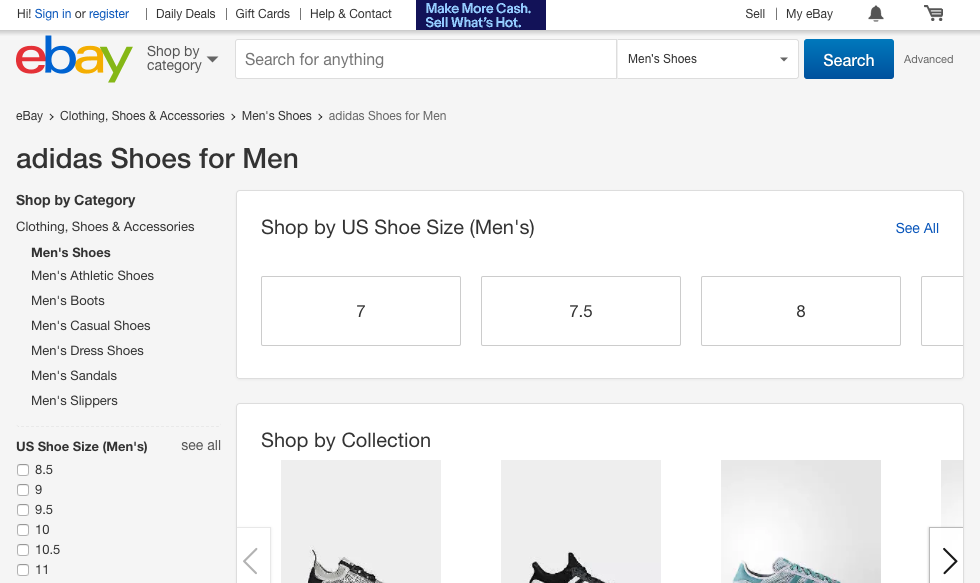 Hi! Sign in or register | Daily Deals | Gift Cards | Help & Contact
Make More Cash.
Sell What's Hot.
Sell | My eBay
ebay
Shop by
category
Search for anything
Men's Shoes
Search
Advanced
eBay > Clothing, Shoes & Accessories > Men's Shoes > adidas Shoes for Men
adidas Shoes for Men
Shop by Category
Clothing, Shoes & Accessories
Men's Shoes
Men's Athletic Shoes
Men's Boots
Men's Casual Shoes
Men's Dress Shoes
Men's Sandals
Men's Slippers
US Shoe Size (Men's) see all
8.5
9
9.5
10
10.5
11
Shop by US Shoe Size (Men's) See All
7 7.5 8
Shop by Collection